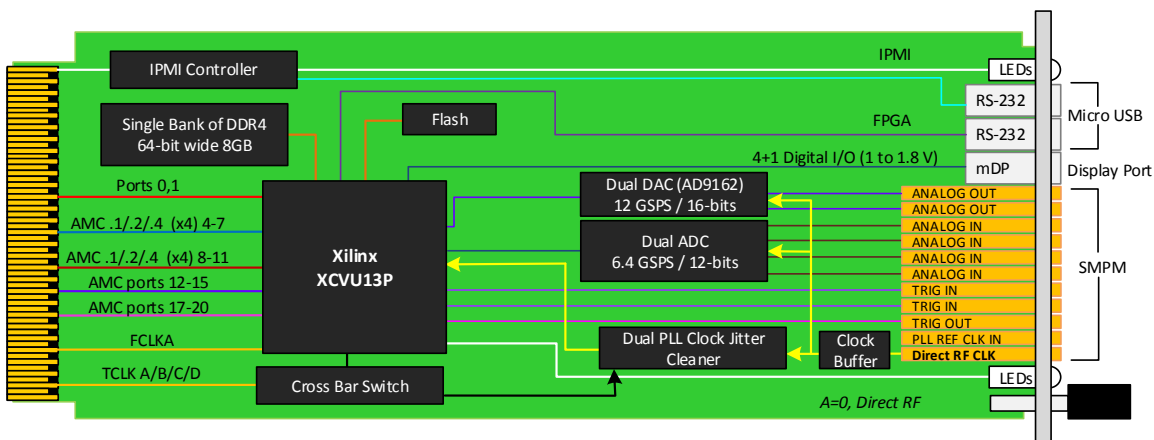 IPMI
IPMI Controller
LEDs
RS-232
Micro USB
Single Bank of DDR4
64-bit wide 8GB
Flash
FPGA
RS-232
4+1 Digital I/O (1 to 1.8 V)
mDP
Display Port
Ports 0,1
Dual DAC (AD9162)
12 GSPS / 16-bits
ANALOG OUT
ANALOG OUT
AMC .1/.2/.4 (x4) 4-7
ANALOG IN
Dual ADC
6.4 GSPS / 12-bits
ANALOG IN
ANALOG IN
ANALOG IN
SMPM
Xilinx
XCVU13P
AMC .1/.2/.4 (x4) 8-11
AMC ports 12-15
TRIG IN
TRIG IN
AMC ports 17-20
TRIG OUT
FCLKA
Dual PLL Clock Jitter
Cleaner
Clock
Buffer
PLL REF CLK IN
Direct RF CLK
TCLK A/B/C/D
Cross Bar Switch
LEDs
A=0, Direct RF